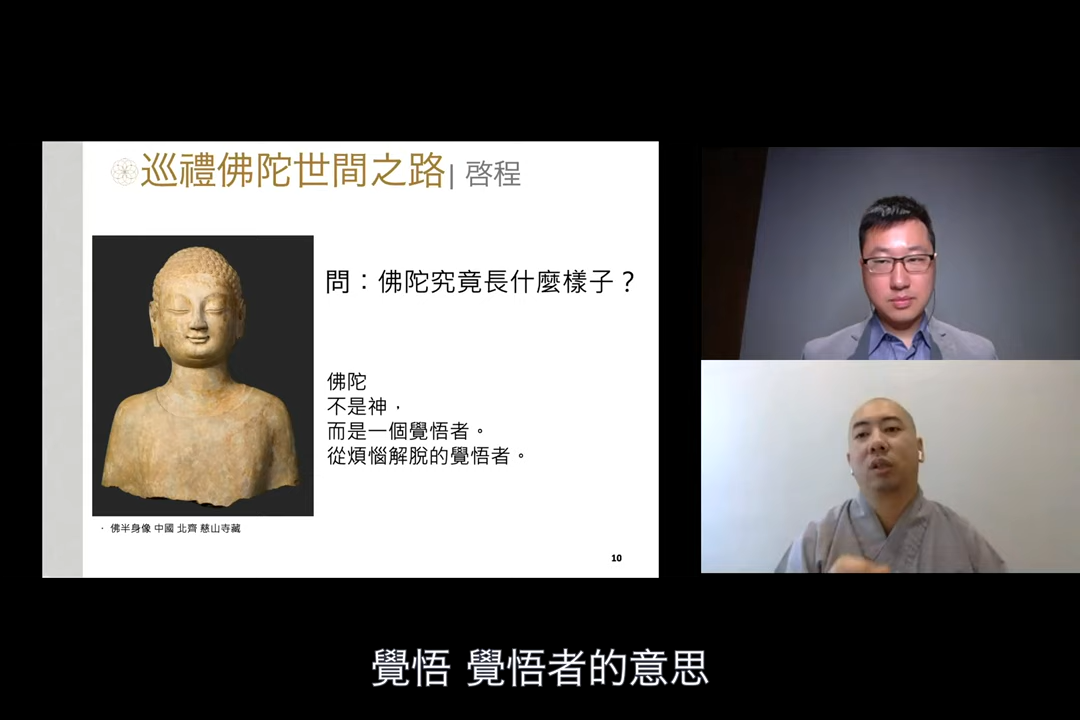 巡禮佛陀世間之路| 啓程
問：佛陀究竟長什麼樣子？
佛陀
不是神，
而是一個覺悟者。
從煩惱解脫的覺悟者。
· 佛半身像 中國 北齊 慈山寺藏
10
覺悟 覺悟者的意思